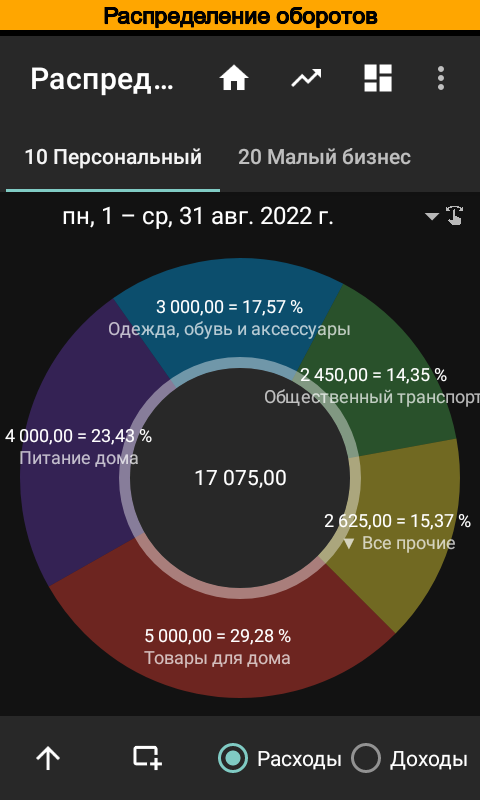 Распределение оборотов
Распред…
10 Персональный
20 Малый бизнес
пн, 1 – ср, 31 авг. 2022 г.
3 000,00 = 17,57 %
Одежда, обувь и аксессуары
2 450,00 = 14,35 %
Общественный транспорт
4 000,00 = 23,43 %
Питание дома
17 075,00
2 625,00 = 15,37 %
▼ Все прочие
5 000,00 = 29,28 %
Товары для дома
Расходы
Доходы